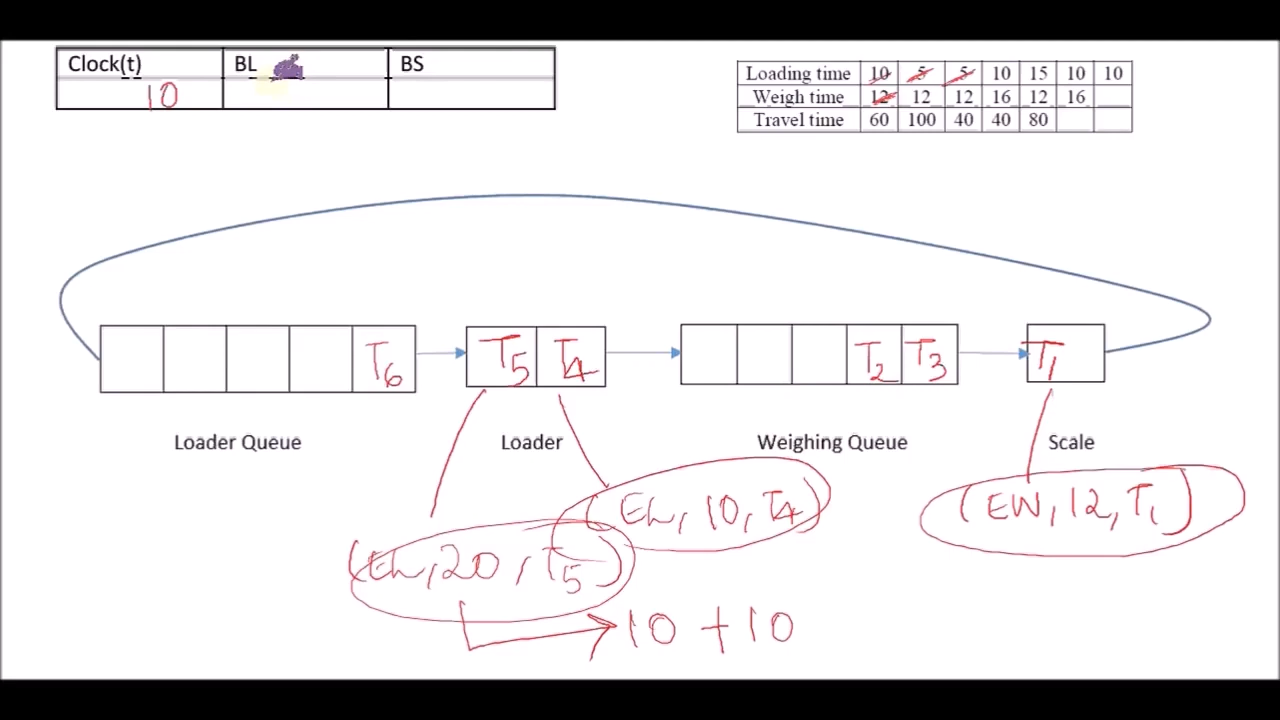 Clock(t) BL BS
10
Loading time 10 5 5 10 15 10 10
Weigh time 12 12 12 16 12 16
Travel time 60 100 40 40 80
T6 T5 T4 T2 T3 T1
Loader Queue Loader Weighing Queue Scale
(EL, 10, T4) (EW, 12, T1)
(EL, 20, T5)
10 + 10